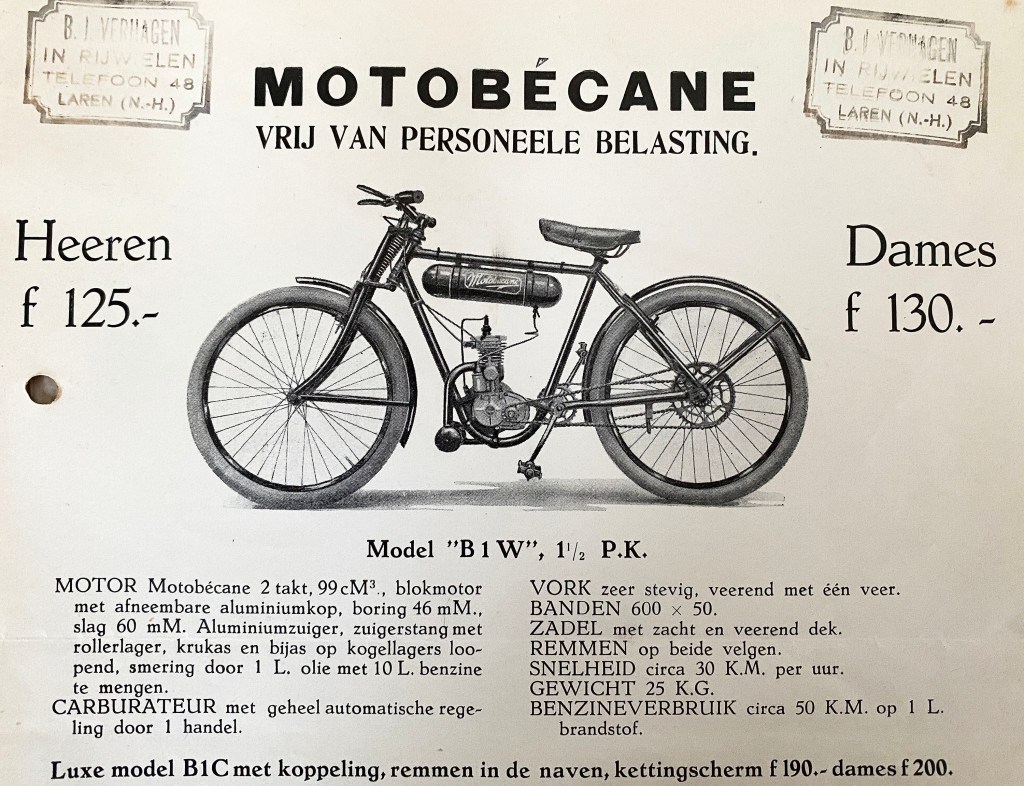 B. J. VERHAGEN
IN RIJWIELEN
TELEFOON 48
LAREN (N.-H.)
B. J. VERHAGEN
IN RIJWIELEN
TELEFOON 48
LAREN (N.-H.)
MOTOBÉCANE
VRIJ VAN PERSONEELE BELASTING.
Heeren
f 125.-
Dames
f 130. -
Motobécane
Model "B 1 W", 1 1/2 P.K.
MOTOR Motobécane 2 takt, 99 cM³., blokmotor
met afneembare aluminiumkop, boring 46 mM.,
slag 60 mM. Aluminiumzuiger, zuigerstang met
rollerlager, krukas en bijas op kogellagers loo-
pend, smering door 1 L. olie met 10 L. benzine
te mengen.
CARBURATEUR met geheel automatische rege-
ling door 1 handel.
VORK zeer stevig, veerend met één veer.
BANDEN 600 × 50.
ZADEL met zacht en veerend dek.
REMMEN op beide velgen.
SNELHEID circa 30 K.M. per uur.
GEWICHT 25 K.G.
BENZINEVERBRUIK circa 50 K.M. op 1 L.
brandstof.
Luxe model B1C met koppeling, remmen in de naven, kettingscherm f 190.- dames f 200.